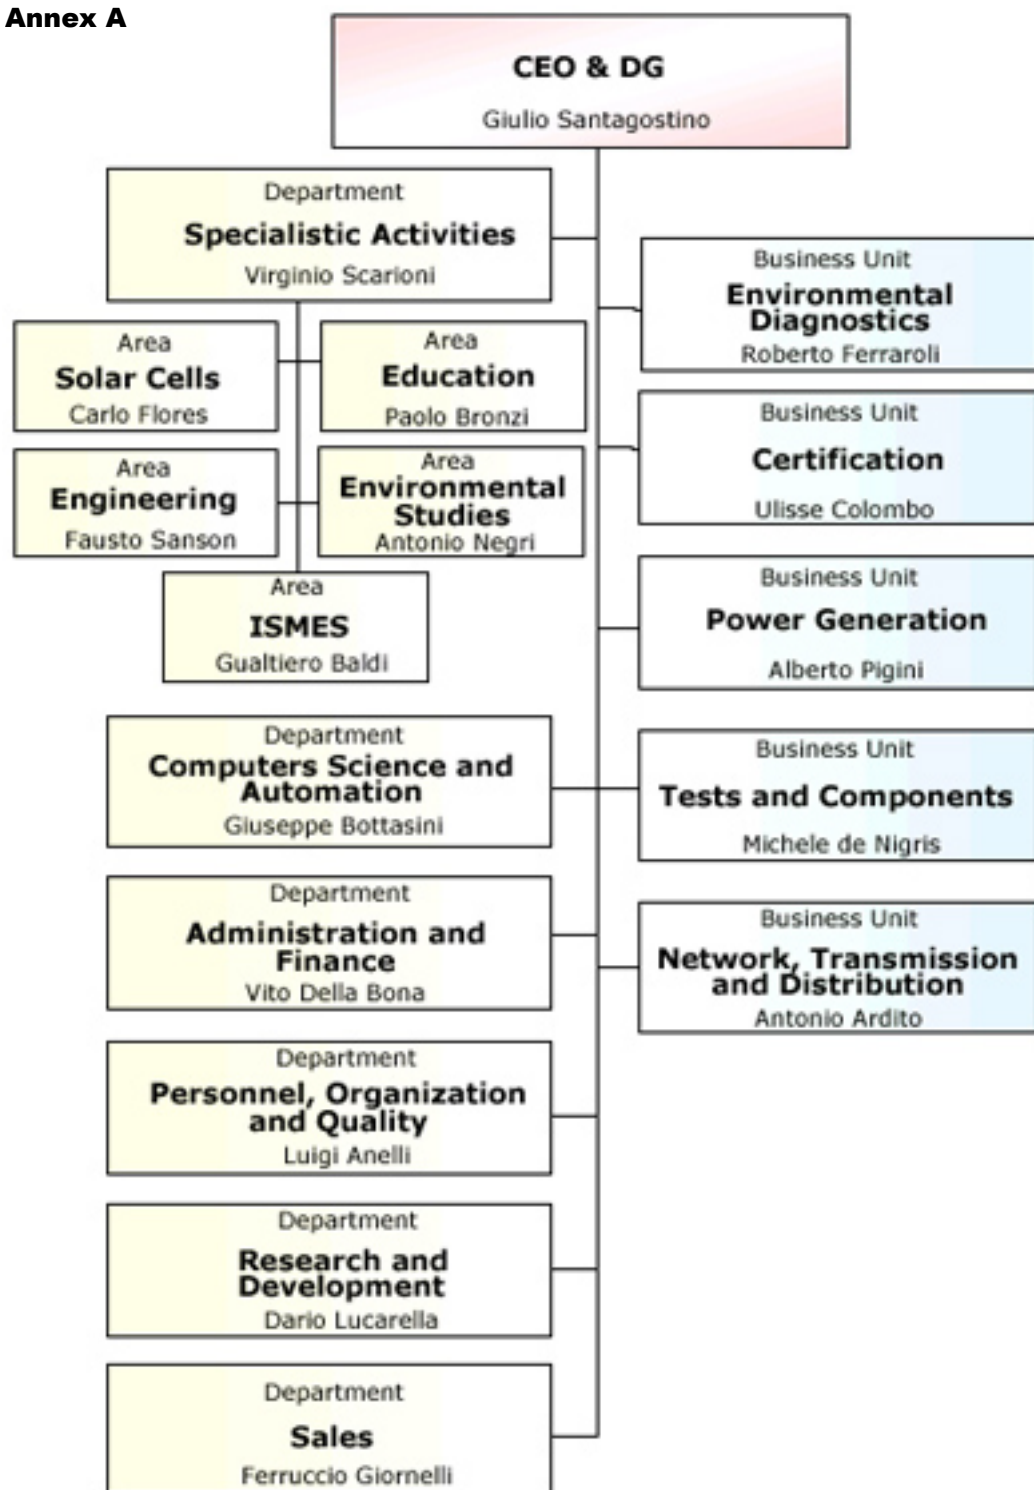 Annex A
CEO & DG
Giulio Santagostino
Department
Specialistic Activities
Virginio Scarioni
Area
Solar Cells
Carlo Flores
Area
Education
Paolo Bronzi
Area
Engineering
Fausto Sanson
Area
Environmental
Studies
Antonio Negri
Area
ISMES
Gualtiero Baldi
Department
Computers Science and
Automation
Giuseppe Bottasini
Department
Administration and
Finance
Vito Della Bona
Department
Personnel, Organization
and Quality
Luigi Anelli
Department
Research and
Development
Dario Lucarella
Department
Sales
Ferruccio Giornelli
Business Unit
Environmental
Diagnostics
Roberto Ferraroli
Business Unit
Certification
Ulisse Colombo
Business Unit
Power Generation
Alberto Pigini
Business Unit
Tests and Components
Michele de Nigris
Business Unit
Network, Transmission
and Distribution
Antonio Ardito